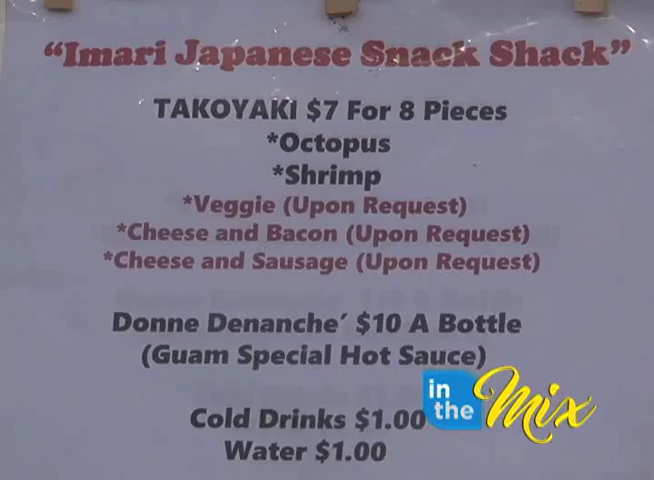 “Imari Japanese Snack Shack”
TAKOYAKI $7 For 8 Pieces
*Octopus
*Shrimp
*Veggie (Upon Request)
*Cheese and Bacon (Upon Request)
*Cheese and Sausage (Upon Request)
Donne Denanche’ $10 A Bottle
(Guam Special Hot Sauce)
Cold Drinks $1.00
Water $1.00
in the Mix